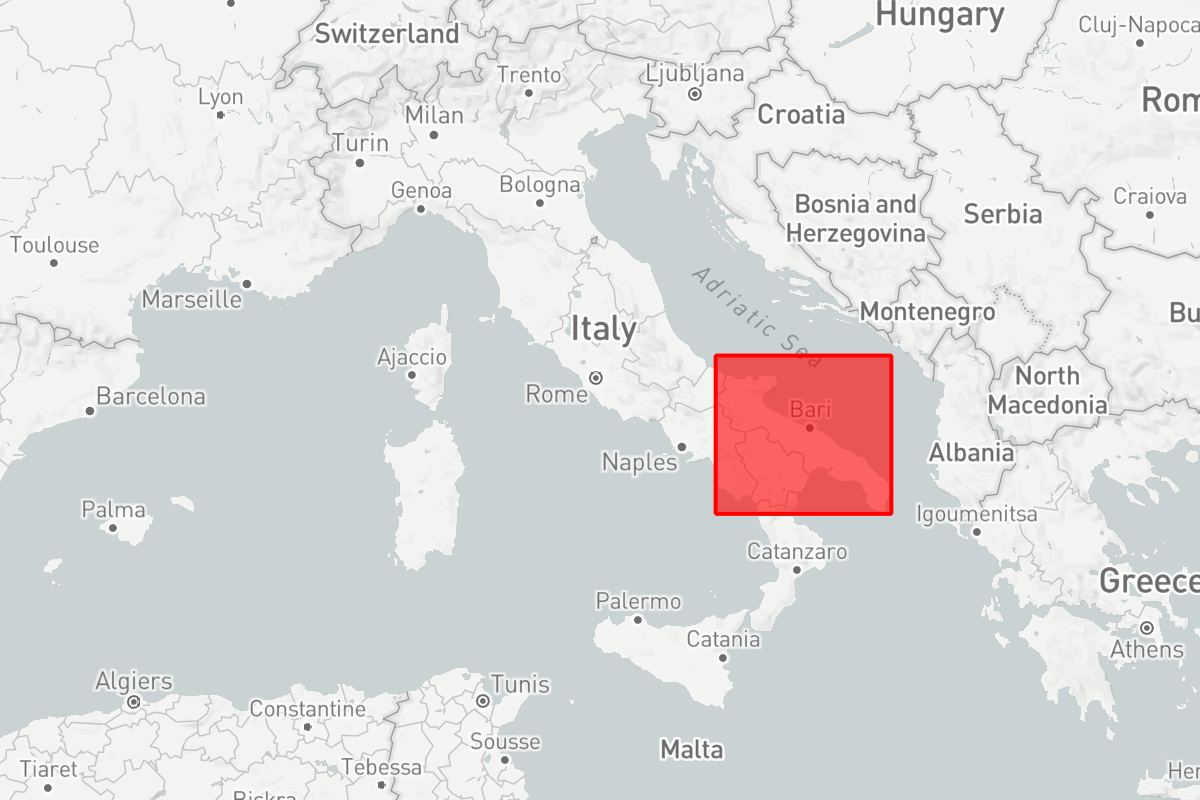 Hungary
Cluj-Napoca
Switzerland
Trento
Ljubljana
Lyon
Milan
Croatia
Turin
Genoa
Bologna
Bosnia and
Herzegovina
Serbia
Craiova
Toulouse
Marseille
Adriatic Sea
Montenegro
Italy
Ajaccio
Rome
Barcelona
North
Macedonia
Bari
Naples
Albania
Palma
Igoumenitsa
Catanzaro
Greece
Palermo
Catania
Athens
Algiers
Tunis
Constantine
Sousse
Malta
Tiaret
Tebessa
Biskra